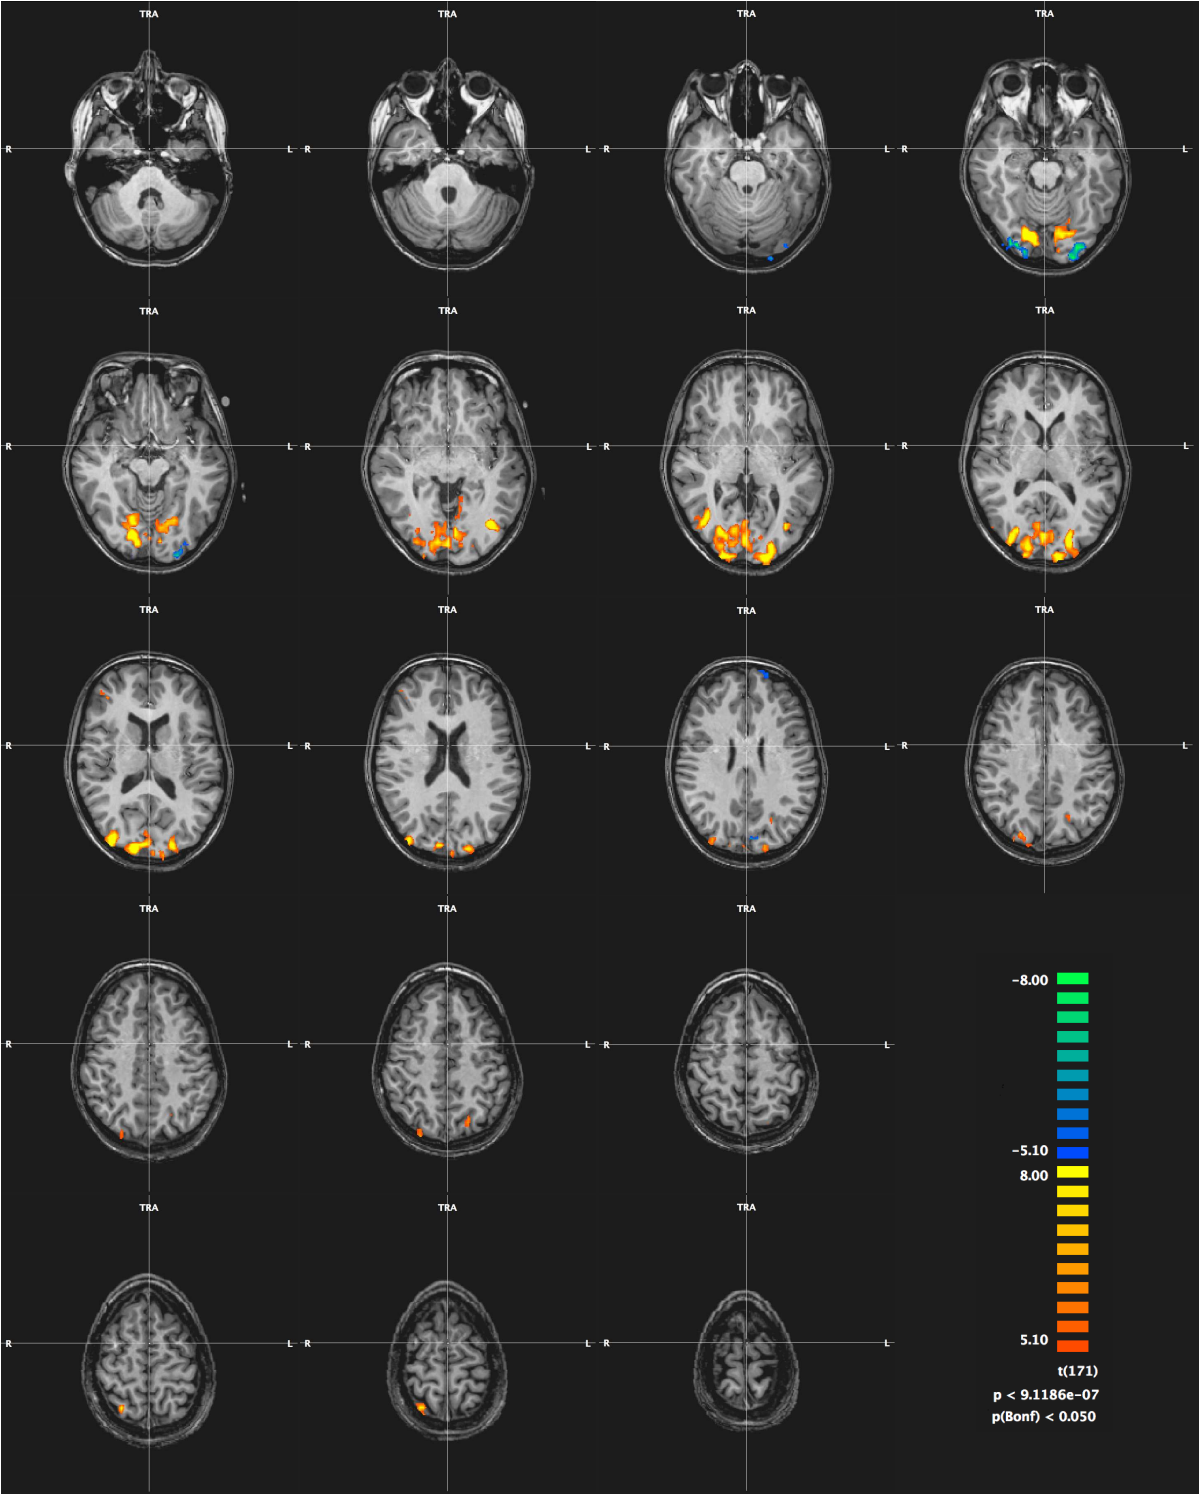 TRA TRA TRA TRA
R L R L R L R L
TRA TRA TRA TRA
R L R L R L R L
TRA TRA TRA TRA
R L R L R L R L
TRA TRA TRA
R L R L R L
−8.00
−5.10
8.00
5.10
t(171)
p < 9.1186e−07
p(Bonf) < 0.050
TRA TRA TRA
R L R L R L